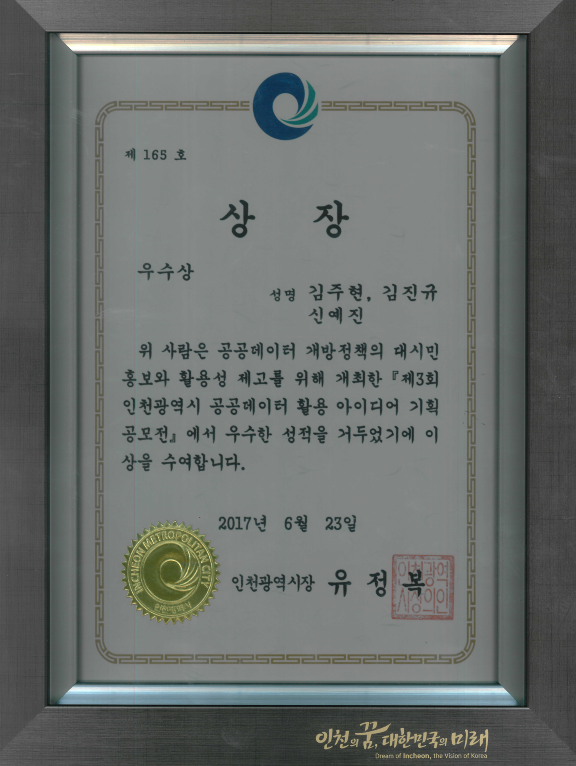 제 165 호
상 장
우수상
성명 김주현, 김진규
신예진
위 사람은 공공데이터 개방정책의 대시민
홍보와 활용성 제고를 위해 개최한 『제3회
인천광역시 공공데이터 활용 아이디어 기획
공모전』에서 우수한 성적을 거두었기에 이
상을 수여합니다.
2017년 6월 23일
INCHEON METROPOLITAN CITY
인천광역시
인천광역시장 유정복
인천광역
시장의인
인천의 꿈, 대한민국의 미래
Dream of Incheon, the Vision of Korea